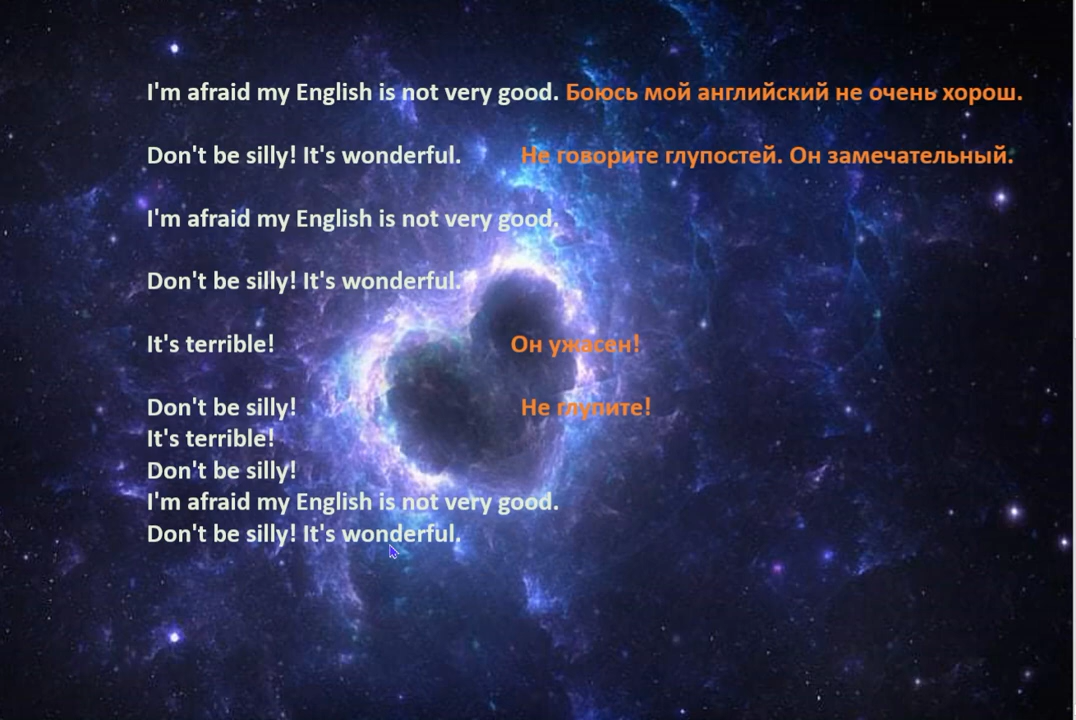 I'm afraid my English is not very good. Боюсь мой английский не очень хорош.
Don't be silly! It's wonderful. Не говорите глупостей. Он замечательный.
I'm afraid my English is not very good.
Don't be silly! It's wonderful.
It's terrible! Он ужасен!
Don't be silly! Не глупите!
It's terrible!
Don't be silly!
I'm afraid my English is not very good.
Don't be silly! It's wonderful.